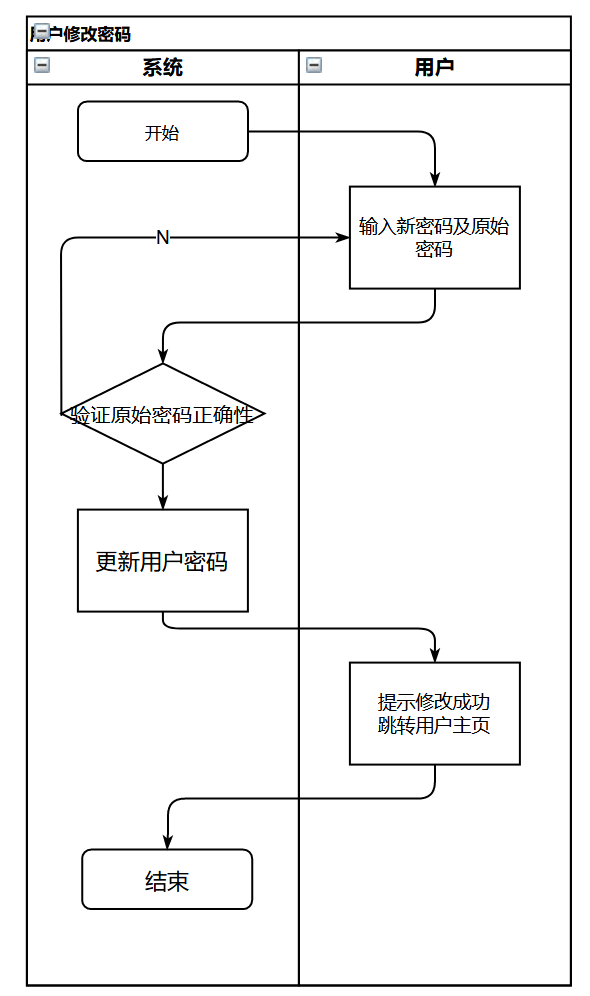 用户修改密码
系统
用户
开始
输入新密码及原始
密码
N
验证原始密码正确性
更新用户密码
提示修改成功
跳转用户主页
结束